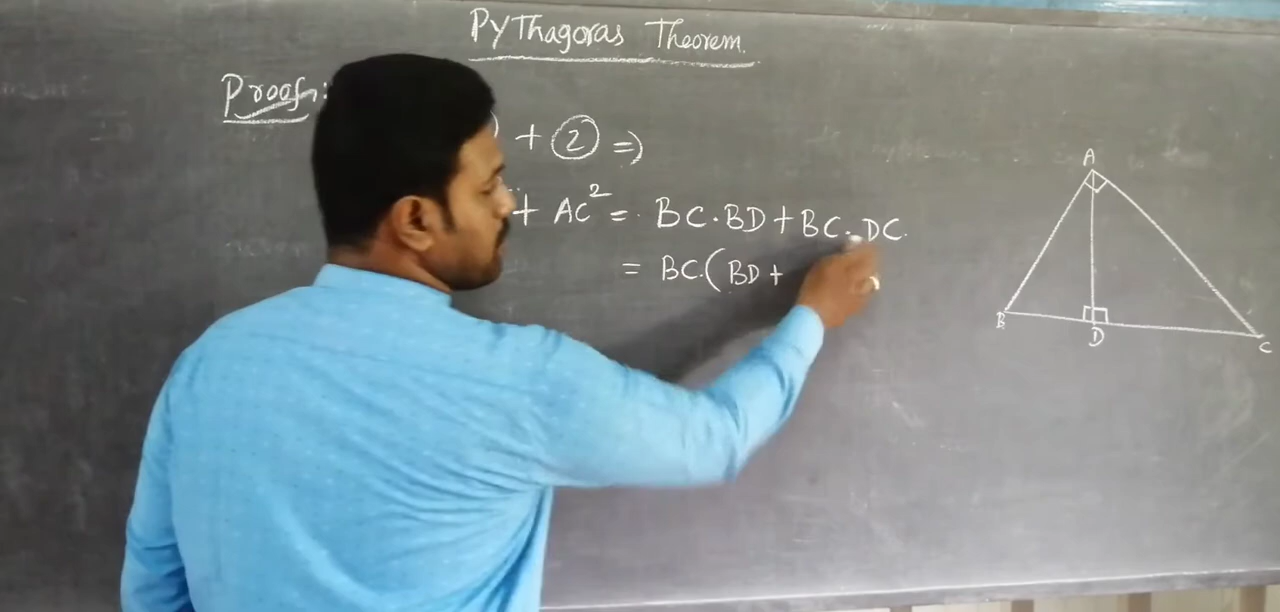 Pythagoras Theorem.
Proof:
+ ② =)
+ AC² = BC·BD + BC·DC.
= BC·(BD +
A
B
D
C